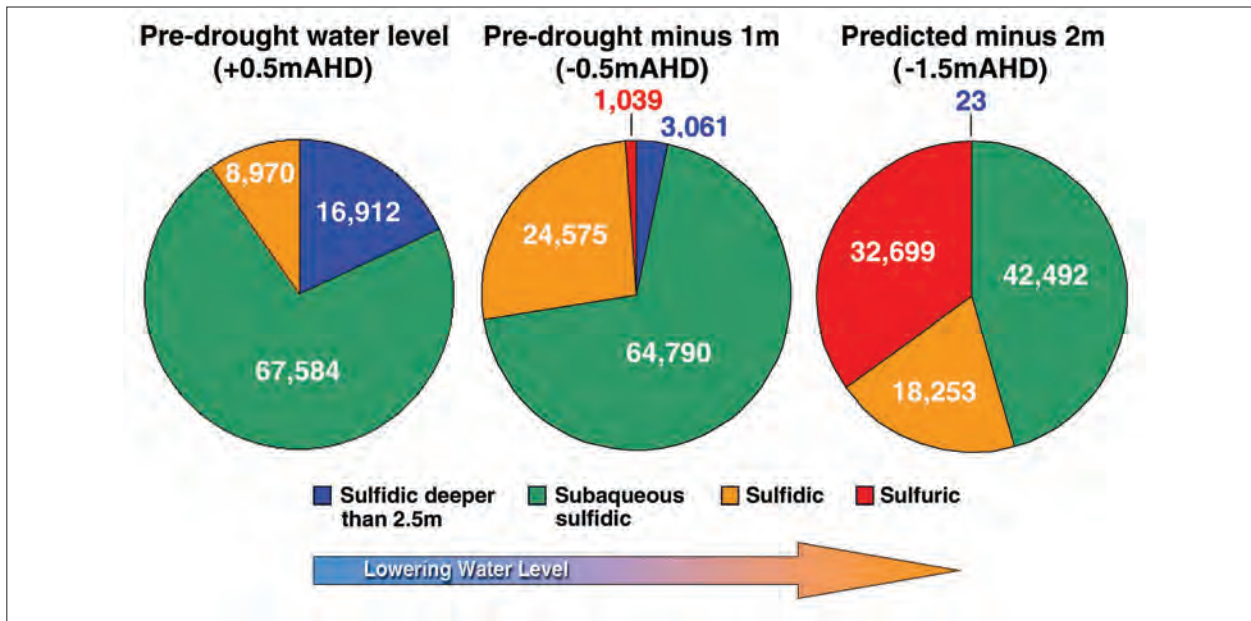 Pre-drought water level
(+0.5mAHD)
Pre-drought minus 1m
(-0.5mAHD)
Predicted minus 2m
(-1.5mAHD)
8,970
16,912
67,584
1,039
3,061
24,575
64,790
23
32,699
42,492
18,253
Sulfidic deeper
than 2.5m
Subaqueous
sulfidic
Sulfidic
Sulfuric
Lowering Water Level